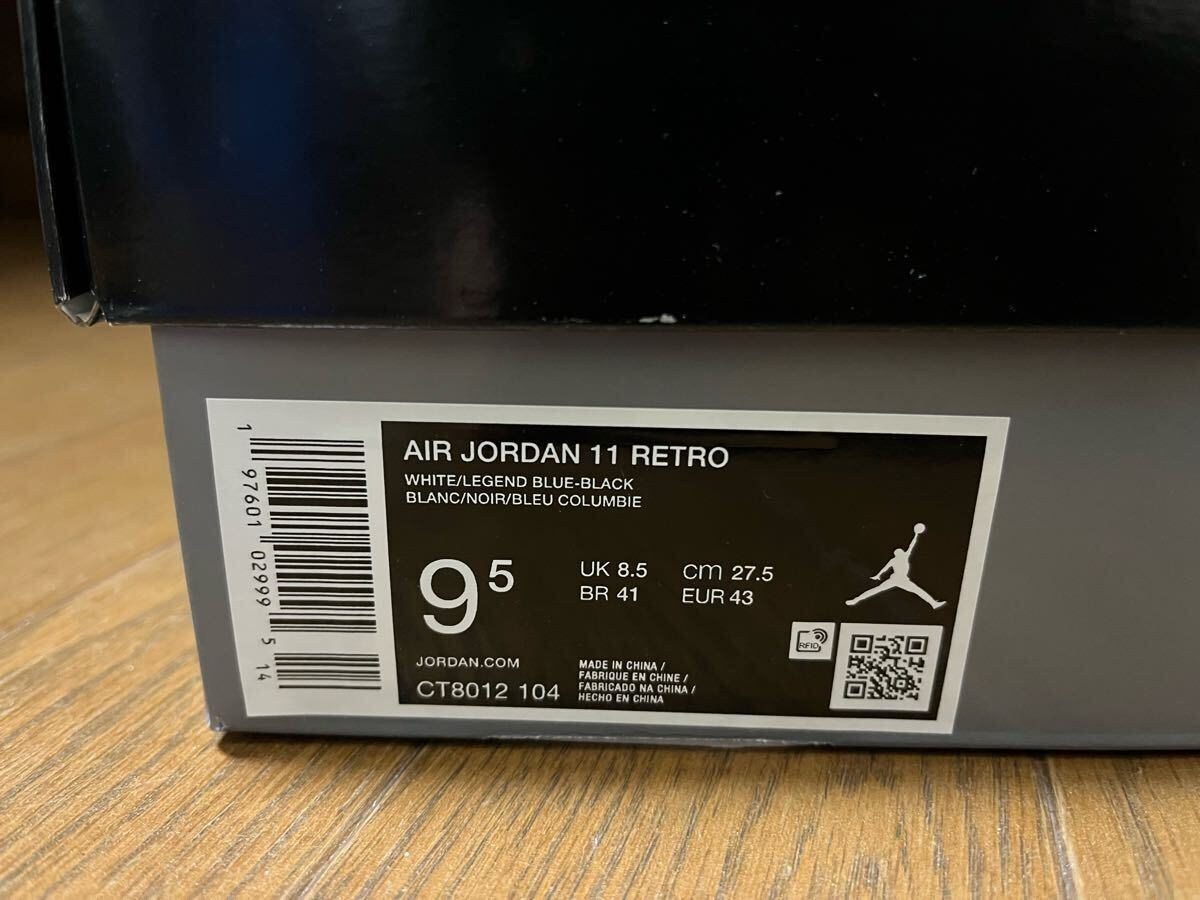 AIR JORDAN 11 RETRO
WHITE/LEGEND BLUE-BLACK
BLANC/NOIR/BLEU COLUMBIE
9⁵
UK 8.5 cm 27.5
BR 41 EUR 43
JORDAN.COM
CT8012 104
MADE IN CHINA /
FABRIQUE EN CHINE /
FABRICADO NA CHINA /
HECHO EN CHINA
RFID
1 97601 02999 5 14